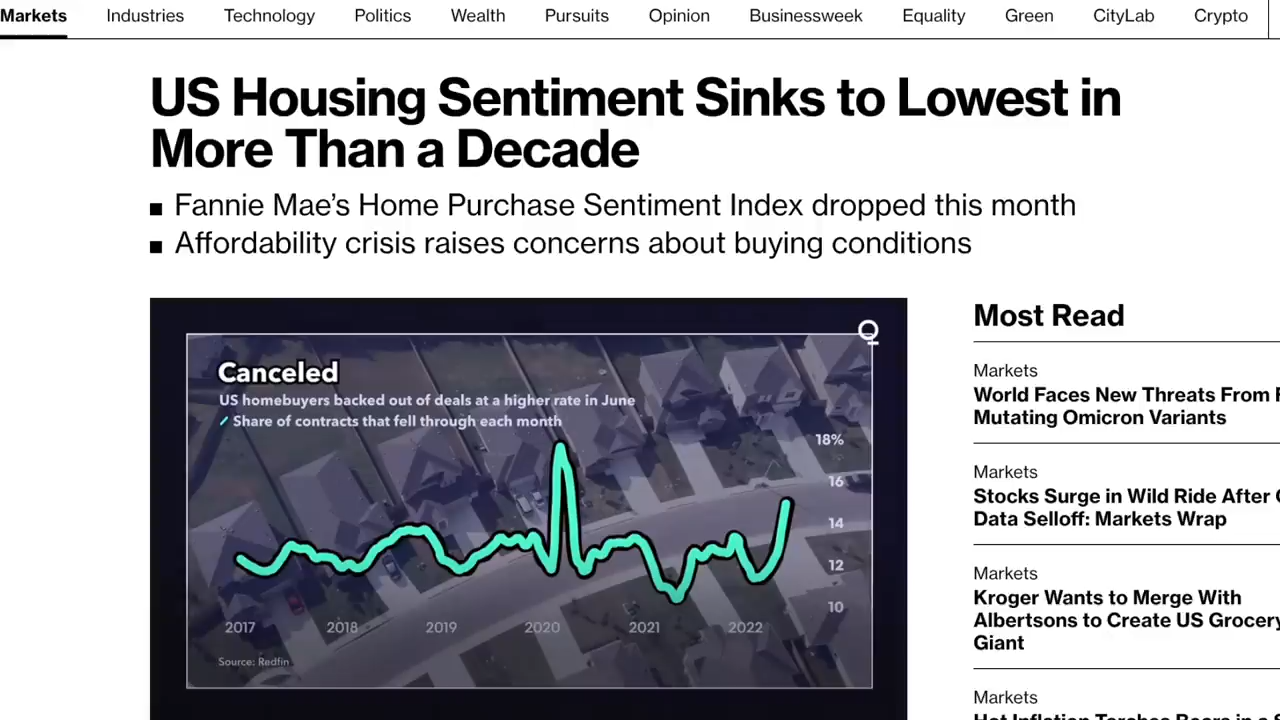 Markets Industries Technology Politics Wealth Pursuits Opinion Businessweek Equality Green CityLab Crypto
US Housing Sentiment Sinks to Lowest in
More Than a Decade
Fannie Mae’s Home Purchase Sentiment Index dropped this month
Affordability crisis raises concerns about buying conditions
Canceled
US homebuyers backed out of deals at a higher rate in June
Share of contracts that fell through each month
18%
16
14
12
10
2017 2018 2019 2020 2021 2022
Source: Redfin
Most Read
Markets
World Faces New Threats From
Mutating Omicron Variants
Markets
Stocks Surge in Wild Ride After
Data Selloff: Markets Wrap
Markets
Kroger Wants to Merge With
Albertsons to Create US Grocery
Giant
Markets
Hot Inflation Torches Bears in a